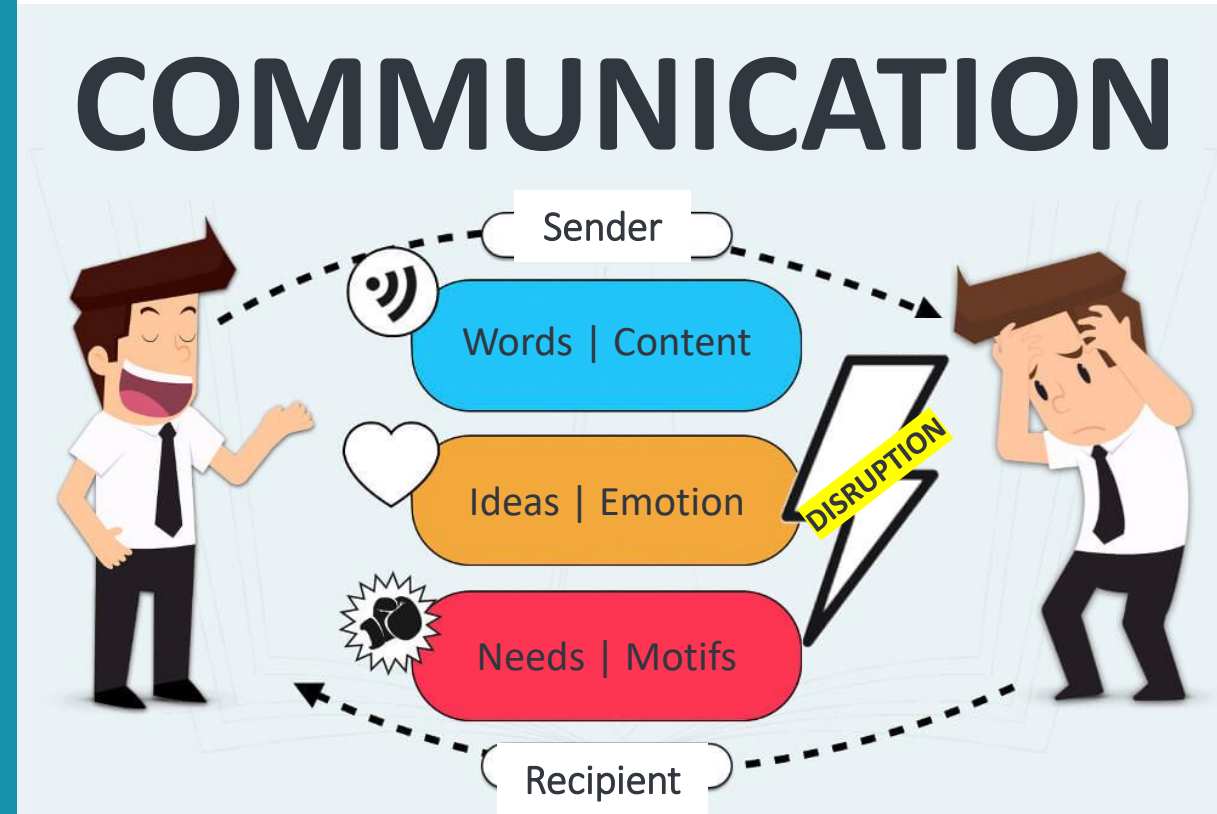 COMMUNICATION
Sender
Words | Content
DISRUPTION
Ideas | Emotion
Needs | Motifs
Recipient